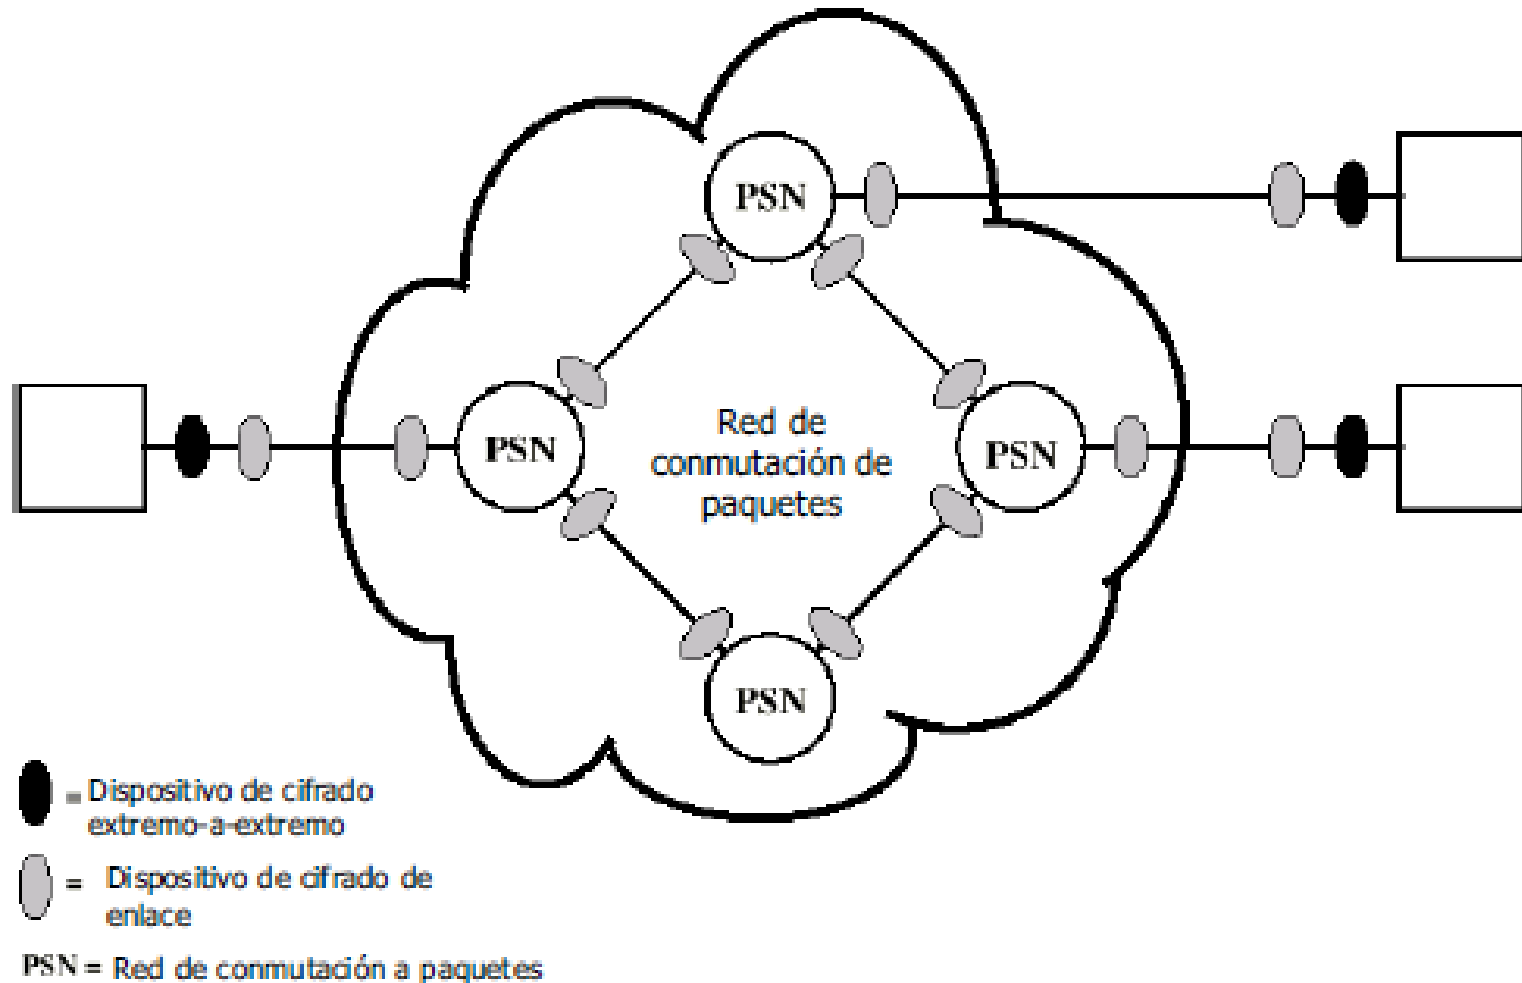 PSN
PSN
Red de
conmutación de
paquetes
PSN
PSN
= Dispositivo de cifrado
extremo-a-extremo
= Dispositivo de cifrado de
enlace
PSN = Red de conmutación a paquetes